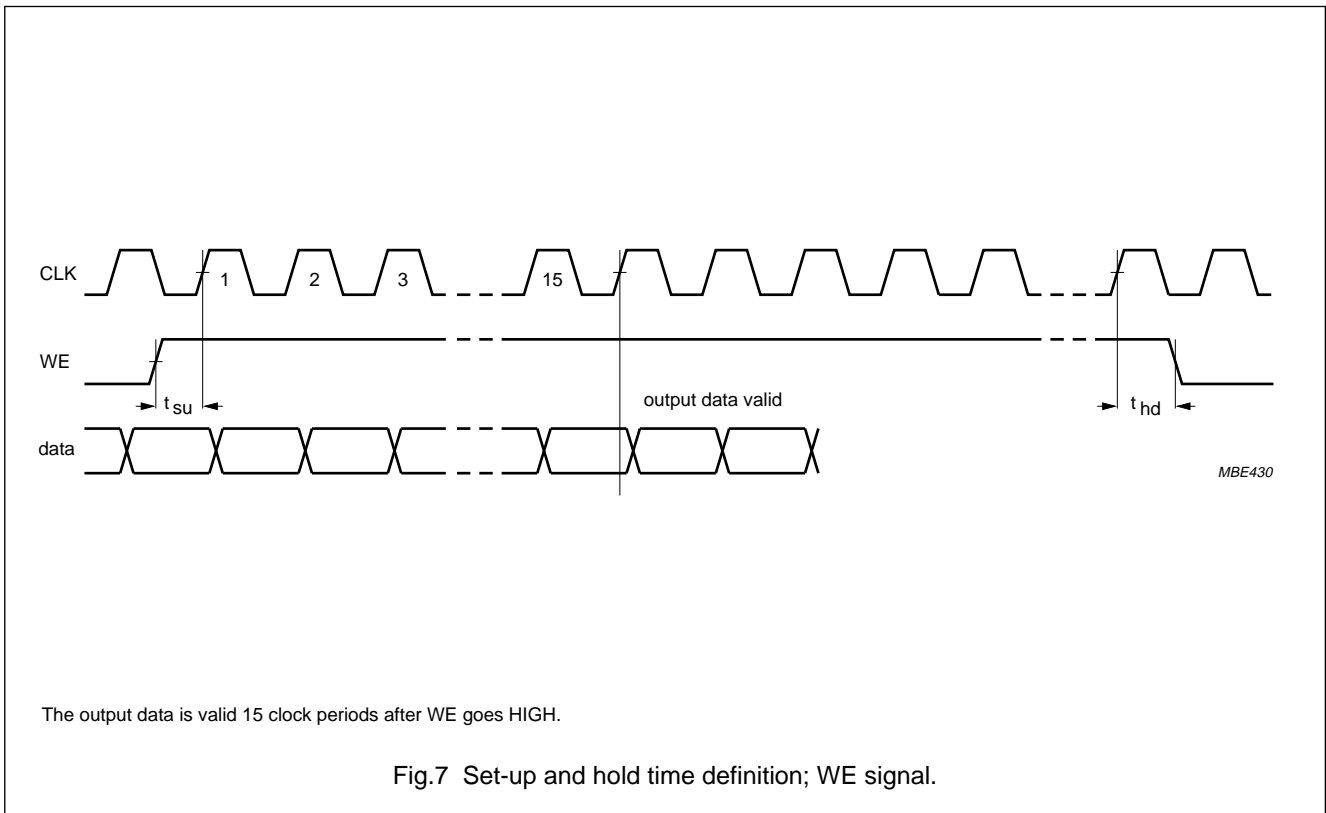 CLK 1 2 3 15
WE
t su output data valid t hd
data
MBE430
The output data is valid 15 clock periods after WE goes HIGH.
Fig.7 Set-up and hold time definition; WE signal.